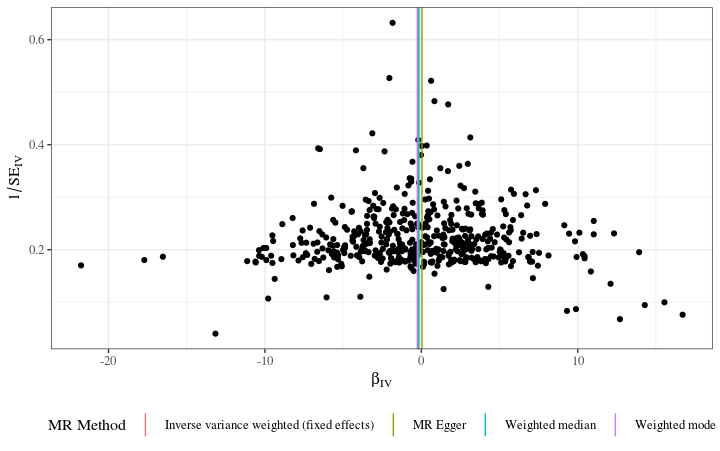 0.6
0.4
0.2
1/SE_IV
-20 -10 0 10
β_IV
MR Method Inverse variance weighted (fixed effects) MR Egger Weighted median Weighted mode